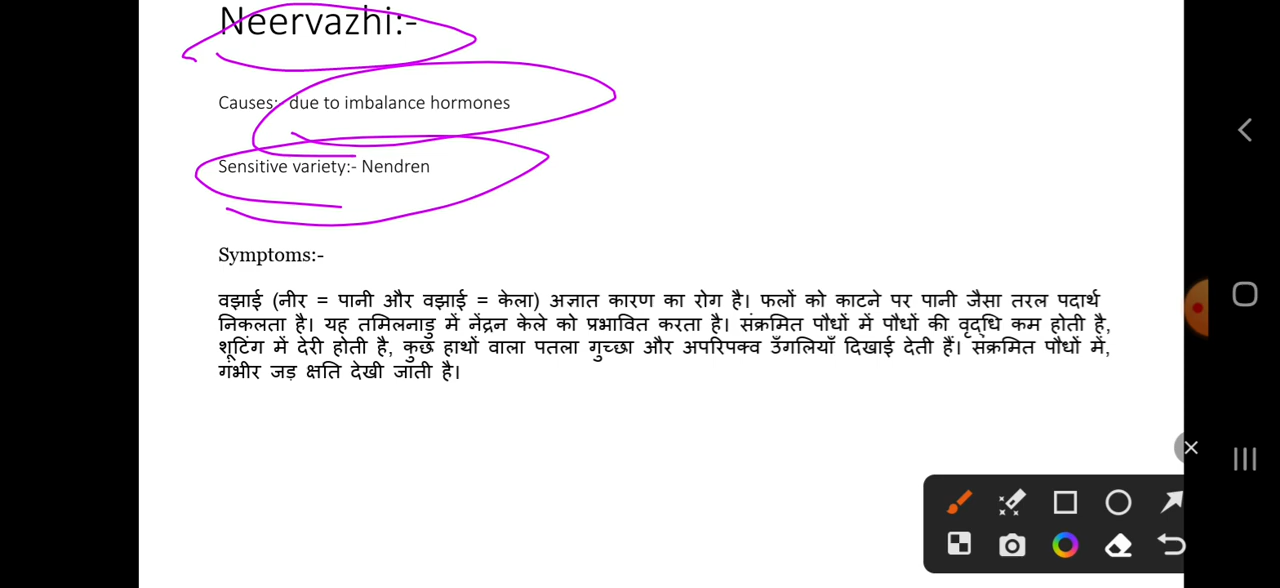 Neervazhi:-
Causes:- due to imbalance hormones
Sensitive variety:- Nendren
Symptoms:-
वझाई (नीर = पानी और वझाई = केला) अज्ञात कारण का रोग है। फलों को काटने पर पानी जैसा तरल पदार्थ
निकलता है। यह तमिलनाडु में नेंद्रन केले को प्रभावित करता है। संक्रमित पौधों में पौधों की वृद्धि कम होती है,
शूटिंग में देरी होती है, कुछ हाथों वाला पतला गुच्छा और अपरिपक्व उँगलियाँ दिखाई देती हैं। संक्रमित पौधों में,
गंभीर जड़ क्षति देखी जाती है।